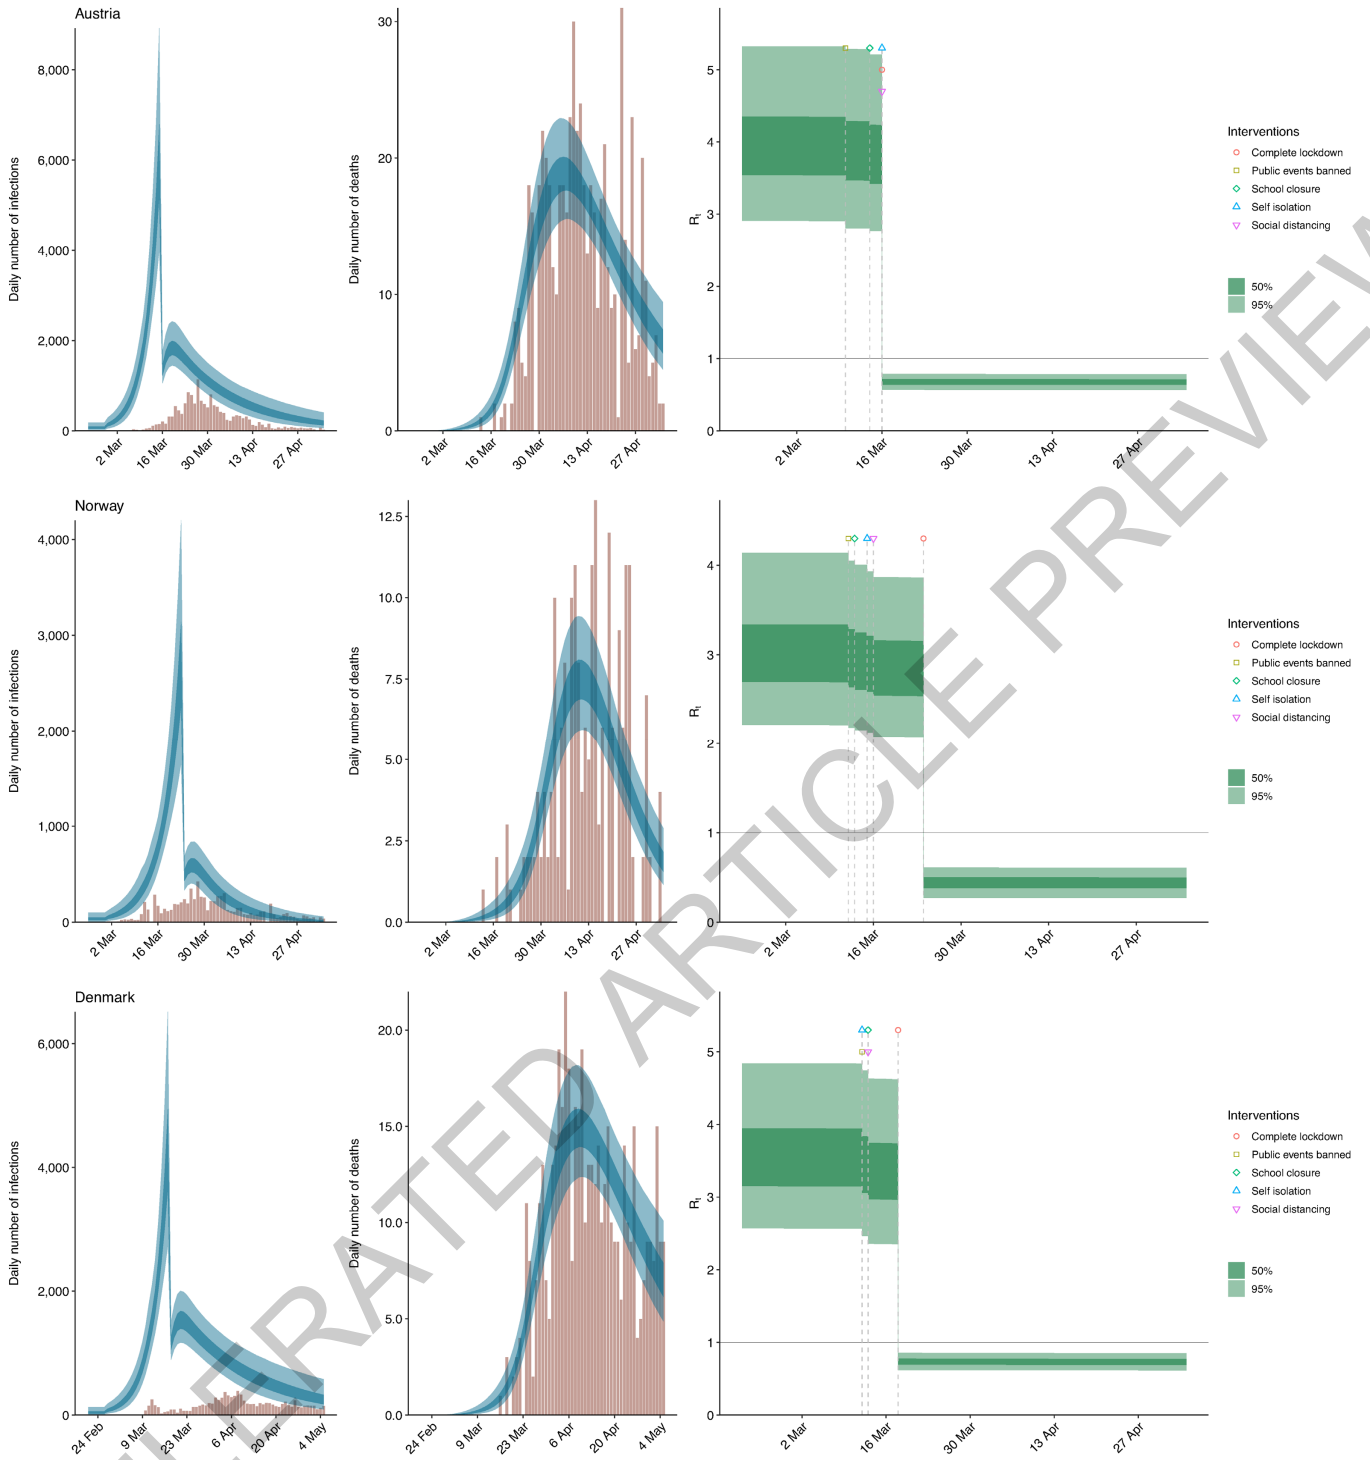 Austria
Daily number of infections
8,000
6,000
4,000
2,000
0
2 Mar
16 Mar
30 Mar
13 Apr
27 Apr
Daily number of deaths
30
20
10
0
2 Mar
16 Mar
30 Mar
13 Apr
27 Apr
Rt
5
4
3
2
1
0
2 Mar
16 Mar
30 Mar
13 Apr
27 Apr
Interventions
Complete lockdown
Public events banned
School closure
Self isolation
Social distancing
50%
95%
Norway
Daily number of infections
4,000
3,000
2,000
1,000
0
2 Mar
16 Mar
30 Mar
13 Apr
27 Apr
Daily number of deaths
12.5
10.0
7.5
5.0
2.5
0.0
2 Mar
16 Mar
30 Mar
13 Apr
27 Apr
Rt
4
3
2
1
0
2 Mar
16 Mar
30 Mar
13 Apr
27 Apr
Interventions
Complete lockdown
Public events banned
School closure
Self isolation
Social distancing
50%
95%
Denmark
Daily number of infections
6,000
4,000
2,000
0
24 Feb
9 Mar
23 Mar
6 Apr
20 Apr
4 May
Daily number of deaths
20.0
15.0
10.0
5.0
0.0
24 Feb
9 Mar
23 Mar
6 Apr
20 Apr
4 May
Rt
5
4
3
2
1
0
2 Mar
16 Mar
30 Mar
13 Apr
27 Apr
Interventions
Complete lockdown
Public events banned
School closure
Self isolation
Social distancing
50%
95%
LERATED ARTICLE PREVIEW